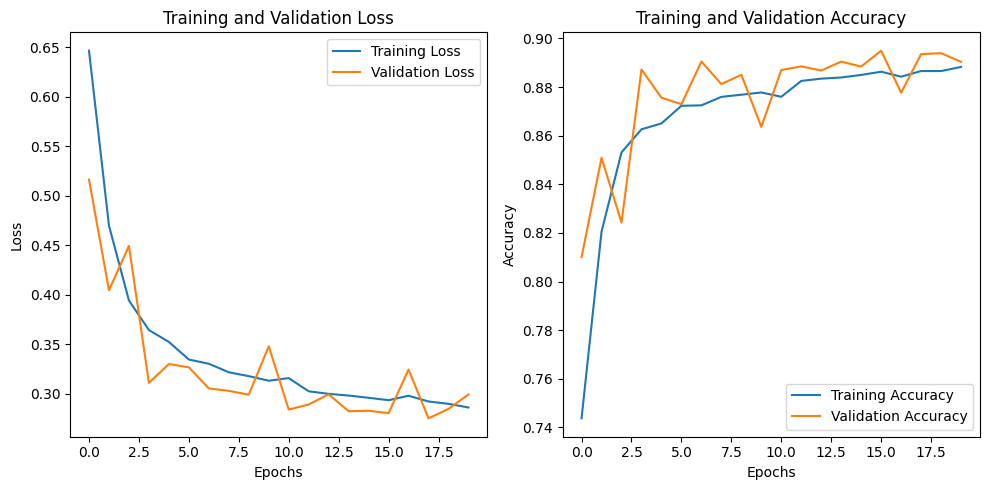 Training and Validation Loss
Training Loss
Validation Loss
0.65
0.60
0.55
0.50
0.45
0.40
0.35
0.30
Loss
0.0 2.5 5.0 7.5 10.0 12.5 15.0 17.5
Epochs
Training and Validation Accuracy
0.90
0.88
0.86
0.84
0.82
0.80
0.78
0.76
0.74
Accuracy
Training Accuracy
Validation Accuracy
0.0 2.5 5.0 7.5 10.0 12.5 15.0 17.5
Epochs